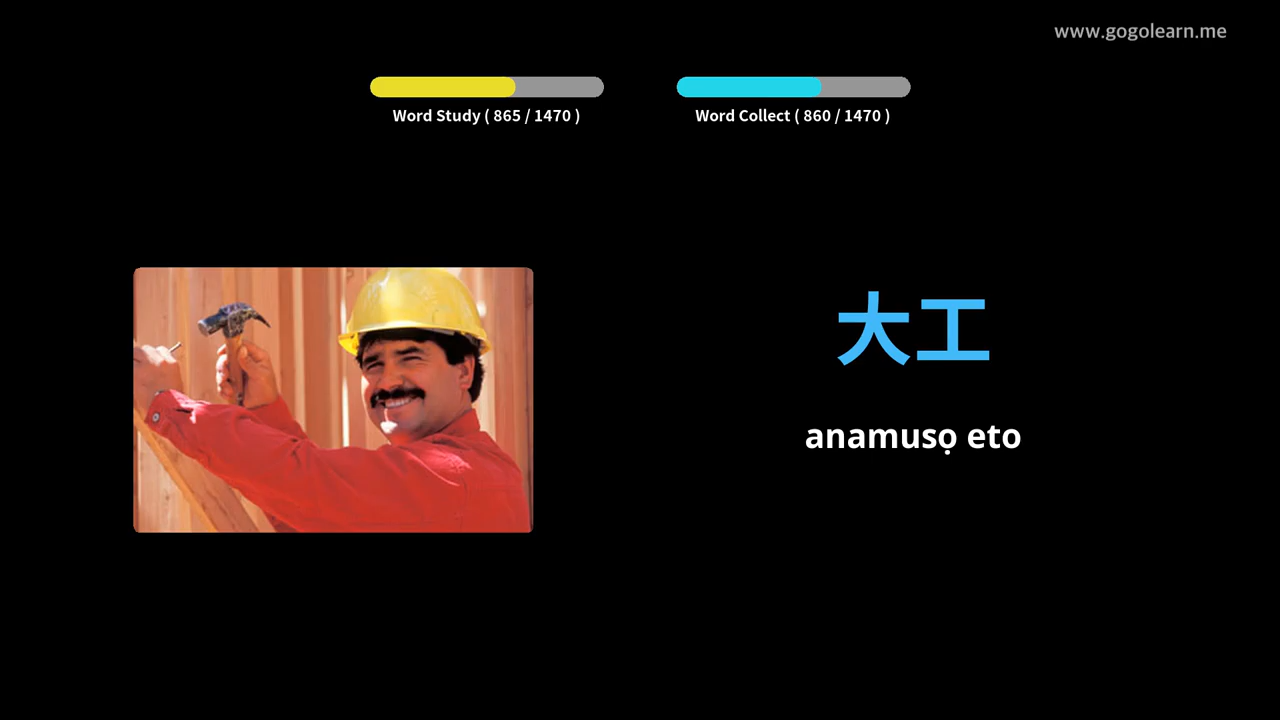 www.gogolearn.me
Word Study ( 865 / 1470 )
Word Collect ( 860 / 1470 )
大工
anamusọ eto